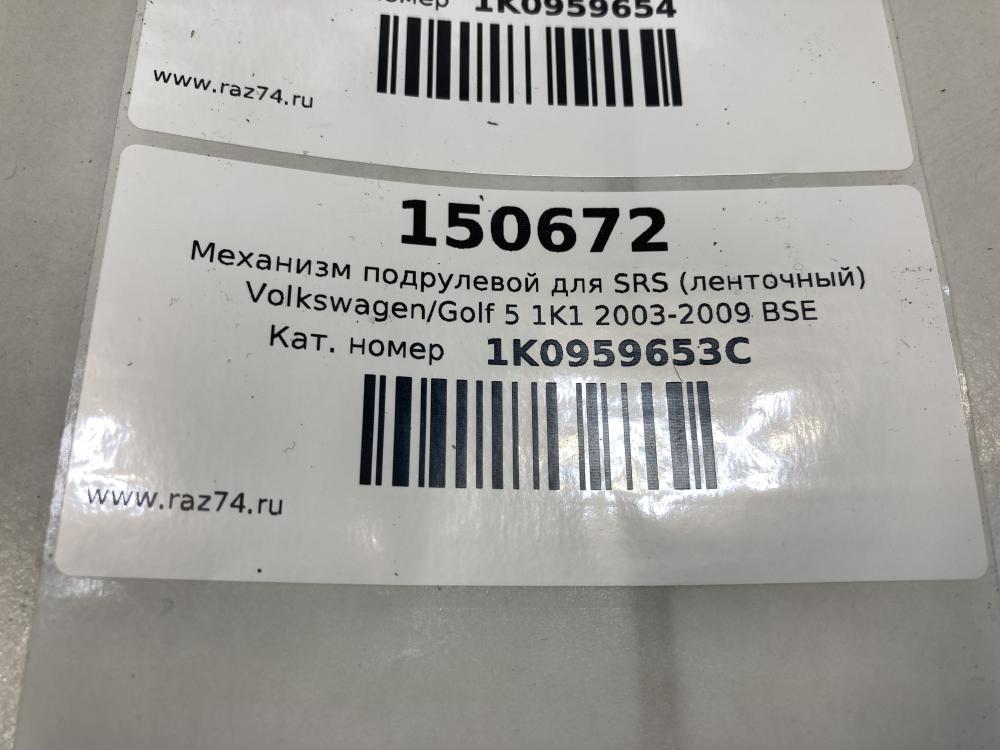 номер 1K0959654
www.raz74.ru
150672
Механизм подрулевой для SRS (ленточный)
Volkswagen/Golf 5 1K1 2003-2009 BSE
Кат. номер 1K0959653C
www.raz74.ru